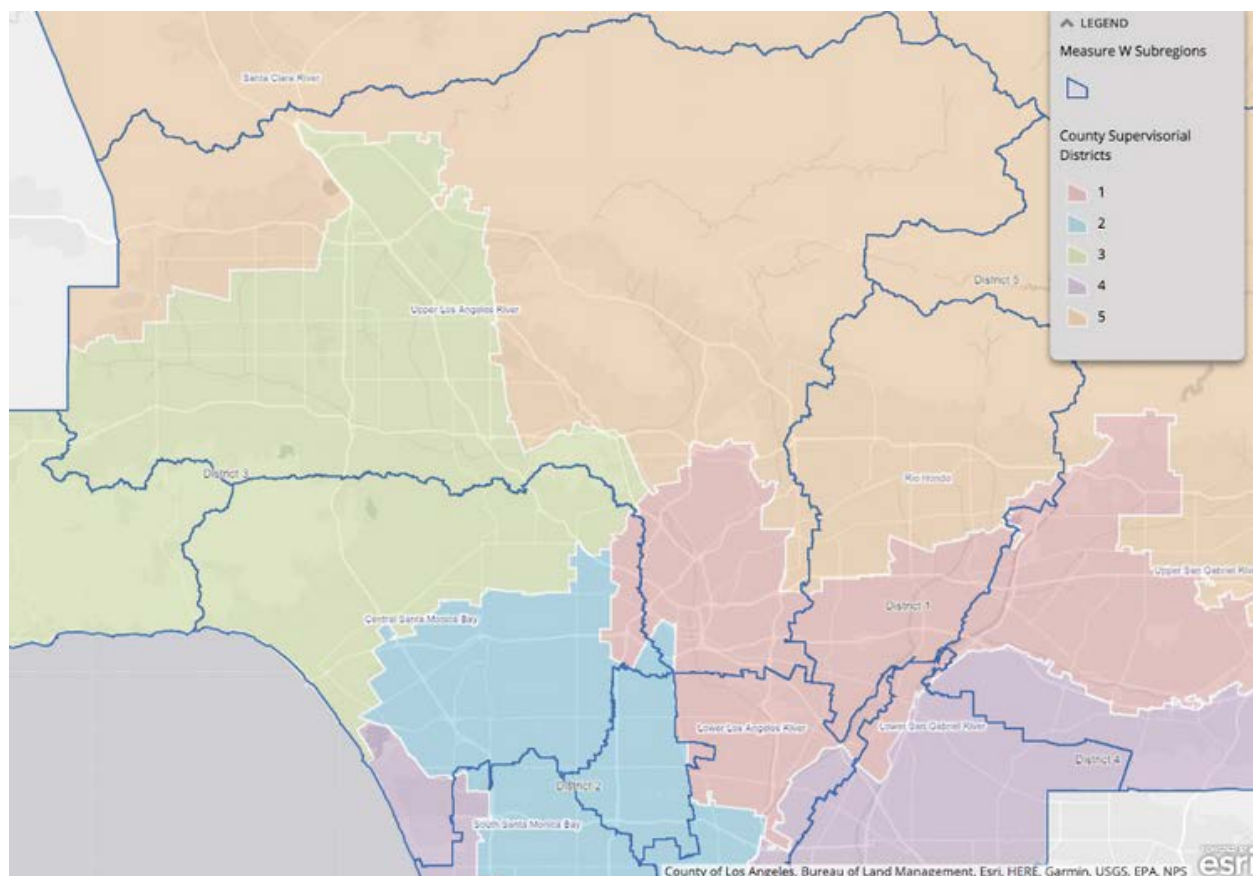 LEGEND
Measure W Subregions
County Supervisorial
Districts
1
2
3
4
5
Santa Clara River
District 5
Upper Los Angeles River
District 3
Rio Hondo
Upper San Gabriel River
District 1
Central Santa Monica Bay
Lower Los Angeles River
Lower San Gabriel River
District 4
District 2
South Santa Monica Bay
County of Los Angeles, Bureau of Land Management, Esri, HERE, Garmin, USGS, EPA, NPS
POWERED BY
esri